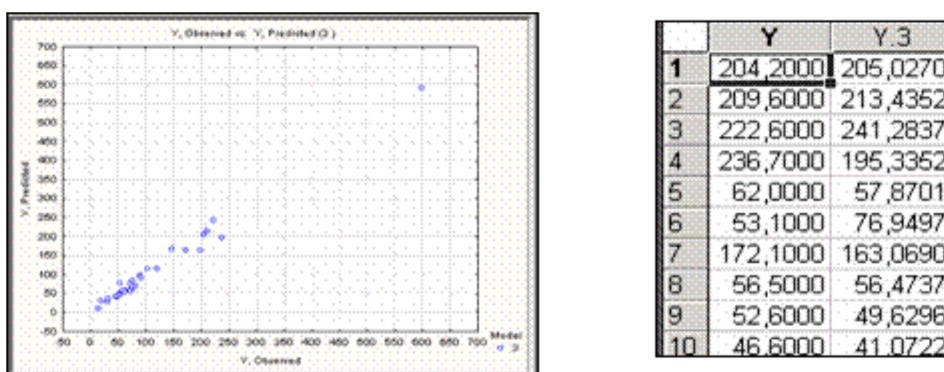 Y, Observed vs. Y, Predicted (3)
700
650
600
550
500
450
400
350
300
250
200
150
100
50
0
-50
Y, Predicted
-50 0 50 100 150 200 250 300 350 400 450 500 550 600 650 700
Y, Observed
Model
3
Y Y.3
1 204,2000 205,0270
2 209,6000 213,4352
3 222,6000 241,2837
4 236,7000 195,3352
5 62,0000 57,8701
6 53,1000 76,9497
7 172,1000 163,0690
8 56,5000 56,4737
9 52,6000 49,6296
10 46,6000 41,0722